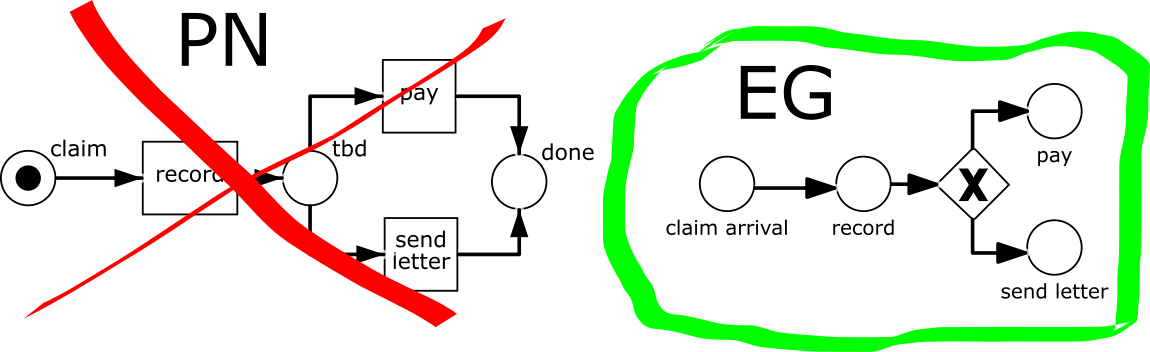 PN
claim
record
tbd
pay
send
letter
done
EG
claim arrival
record
X
pay
send letter